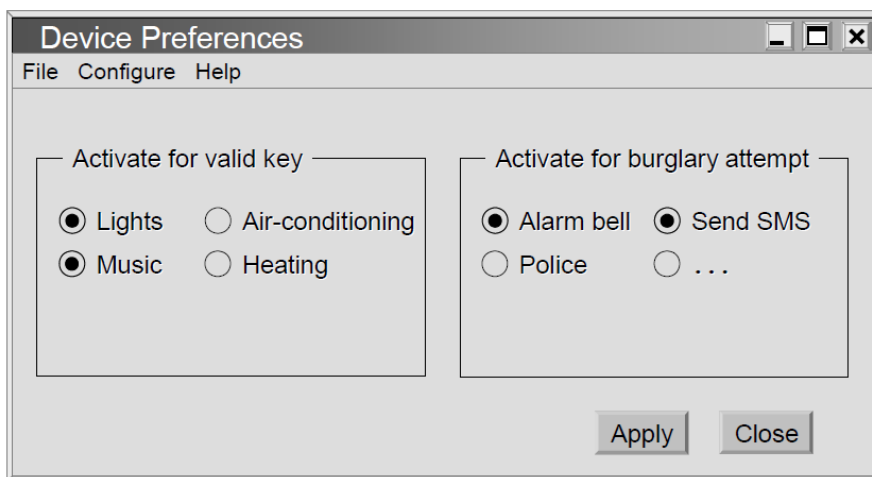 Device Preferences
File Configure Help
Activate for valid key
Lights Air-conditioning
Music Heating
Activate for burglary attempt
Alarm bell Send SMS
Police ...
Apply Close